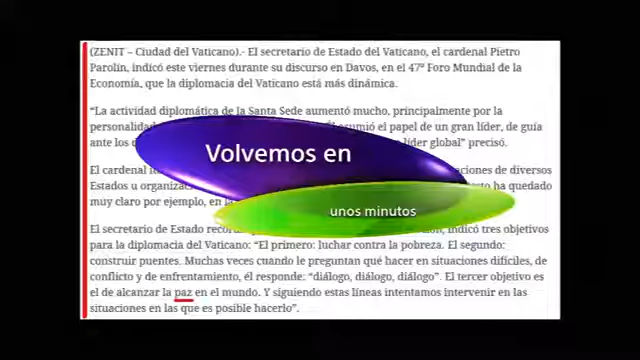 (ZENIT – Ciudad del Vaticano).- El secretario de Estado del Vaticano, el cardenal Pietro
Parolin, indicó este viernes durante su discurso en Davos, en el 47º Foro Mundial de la
Economía, que la diplomacia del Vaticano está más dinámica.
“La actividad diplomática de la Santa Sede aumentó mucho, principalmente por la
personalidad asumió el papel de un gran líder, de guía
ante los líder global” precisó.
Volvemos en
El cardenal de diversos
Estados u ha quedado
unos minutos
muy claro por ejemplo, en la
El secretario de Estado indicó tres objetivos
para la diplomacia del Vaticano: “El primero: luchar contra la pobreza. El segundo:
construir puentes. Muchas veces cuando le preguntan qué hacer en situaciones difíciles, de
conflicto y de enfrentamiento, él responde: “diálogo, diálogo, diálogo”. El tercer objetivo es
el de alcanzar la paz en el mundo. Y siguiendo estas líneas intentamos intervenir en las
situaciones en las que es posible hacerlo”.